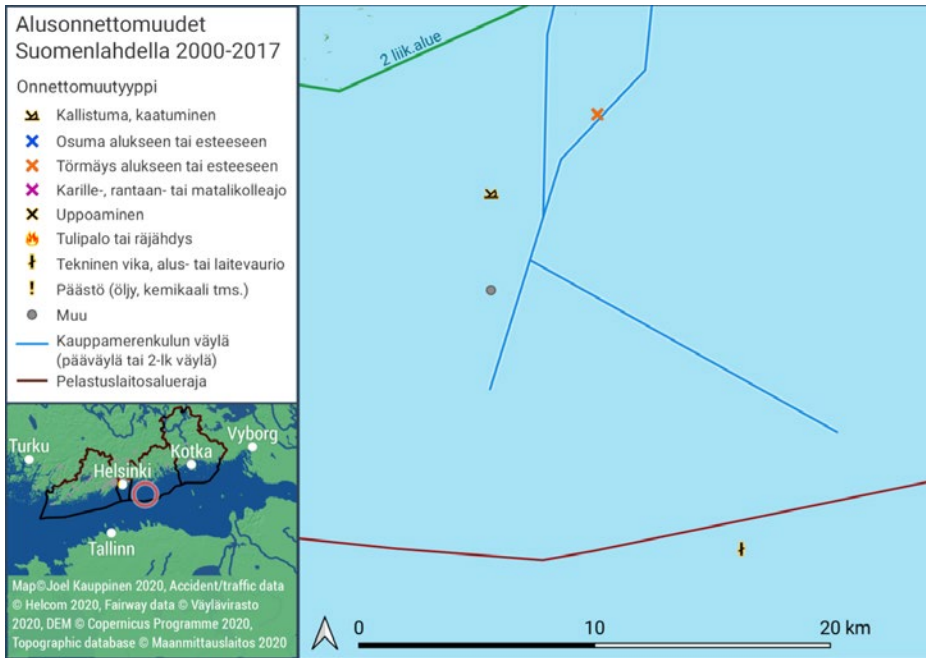 Alusonnettomuudet
Suomenlahdella 2000-2017
Onnettomuutyyppi
Kallistuma, kaatuminen
Osuma alukseen tai esteeseen
Törmäys alukseen tai esteeseen
Karille-, rantaan- tai matalikolleajo
Uppoaminen
Tulipalo tai räjähdys
Tekninen vika, alus- tai laitevaurio
Päästö (öljy, kemikaali tms.)
Muu
Kauppamerenkulun väylä
(pääväylä tai 2-lk väylä)
Pelastuslaitosalueraja
2 liik.alue
Turku
Vyborg
Kotka
Helsinki
Tallinn
Map©Joel Kauppinen 2020, Accident/traffic data
© Helcom 2020, Fairway data © Väylävirasto
2020, DEM © Copernicus Programme 2020,
Topographic database © Maanmittauslaitos 2020
0 10 20 km